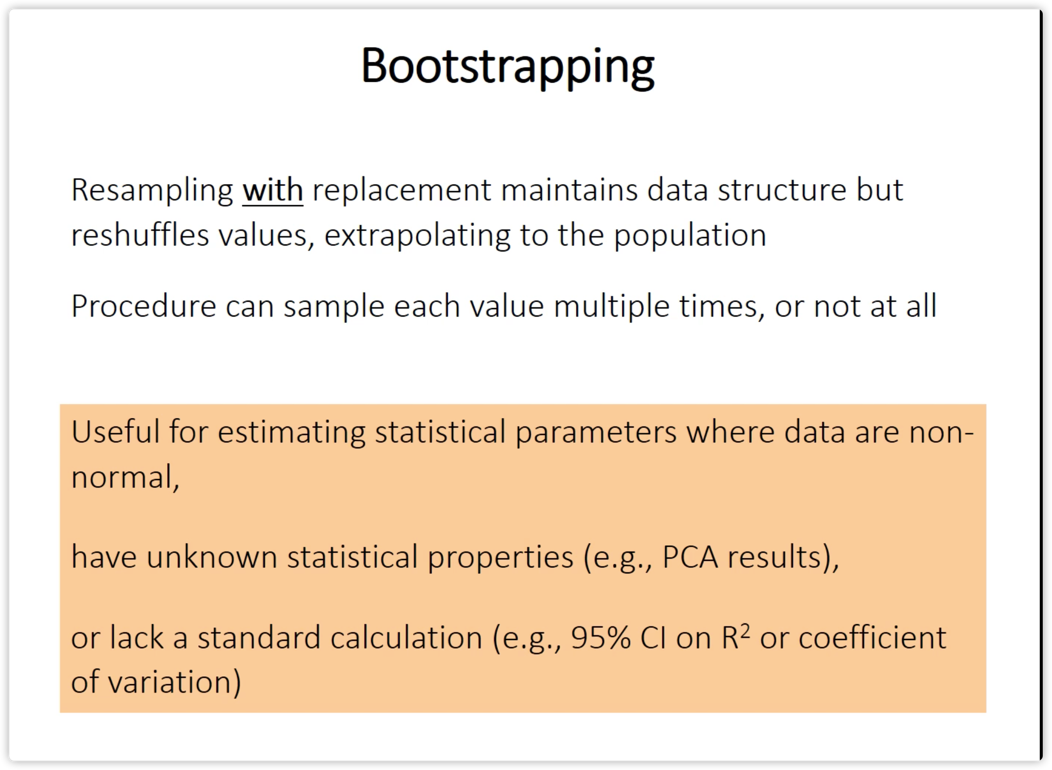 Bootstrapping
Resampling with replacement maintains data structure but
reshuffles values, extrapolating to the population
Procedure can sample each value multiple times, or not at all
Useful for estimating statistical parameters where data are non-
normal,
have unknown statistical properties (e.g., PCA results),
or lack a standard calculation (e.g., 95% CI on R² or coefficient
of variation)